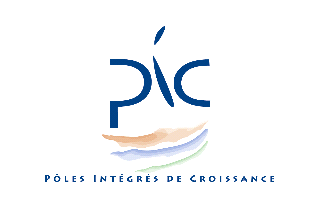 pic
PÔLES INTÉGRÉS DE CROISSANCE